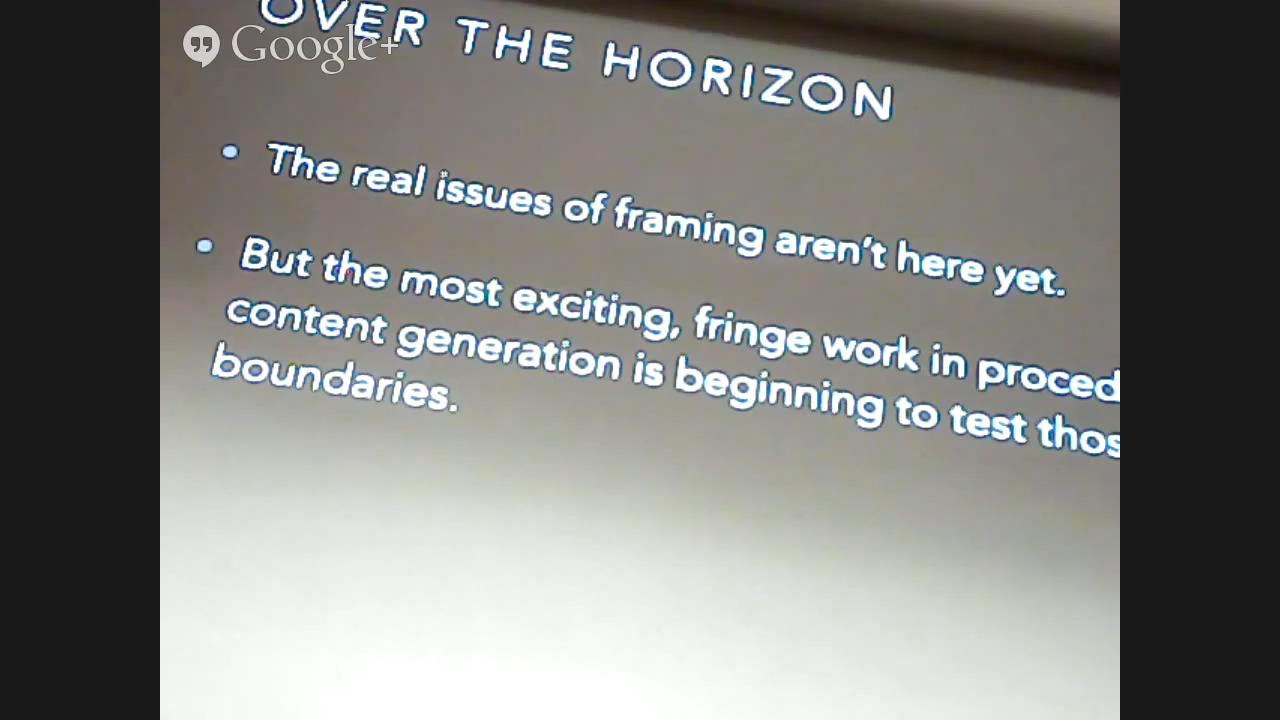 Google+
OVER THE HORIZON
• The real issues of framing aren't here yet.
• But the most exciting, fringe work in proced
content generation is beginning to test thos
boundaries.